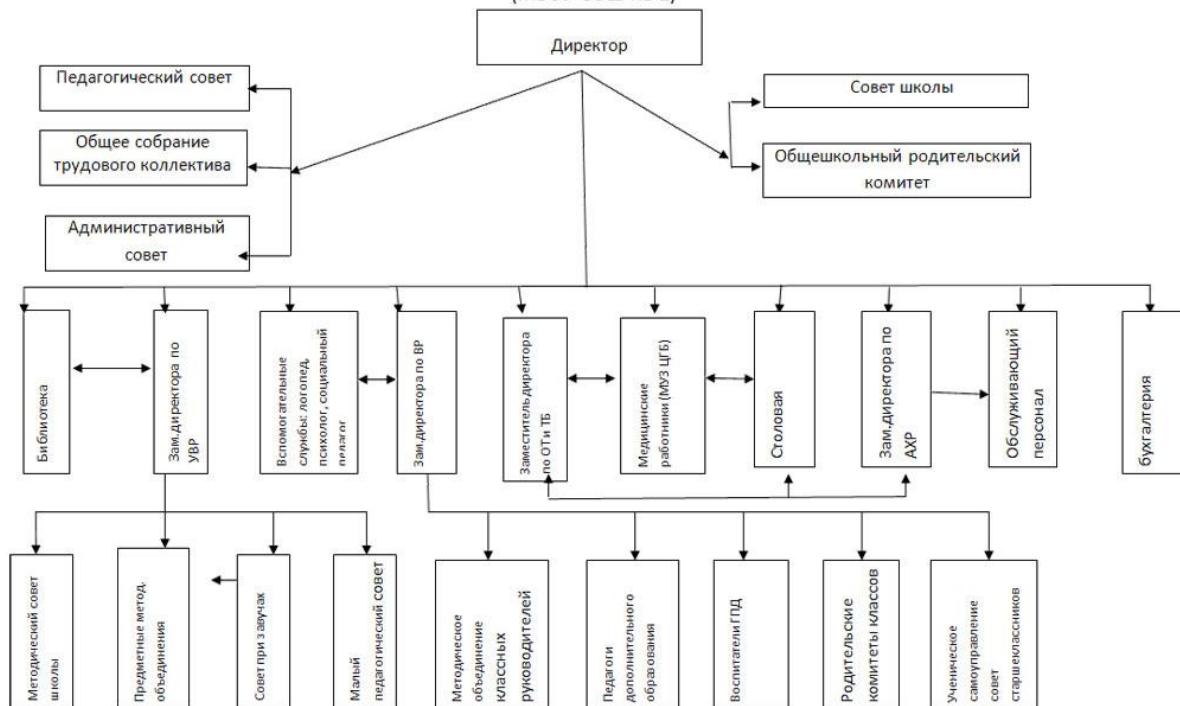 Директор
Педагогический совет
Совет школы
Общее собрание
трудового коллектива
Общешкольный родительский
комитет
Административный
совет
Библиотека
Зам.директора по
УВР
Вспомогательные
службы: логопед,
психолог, социальный
педагог
Зам.директора по ВР
Заместитель директора
по ОТ и ТБ
Медицинские
работники (МУЗ ЦГБ)
Столовая
Зам.директора по
АХР
Обслуживающий
персонал
бухгалтерия
Методический совет
школы
Предметные метод.
объединения
Совет при завучах
Малый
педагогический совет
Методическое
объединение
классных
руководителей
Педагоги
дополнительного
образования
Воспитатели ГПД
Родительские
комитеты классов
Ученическое
самоуправление
совет
старшеклассников